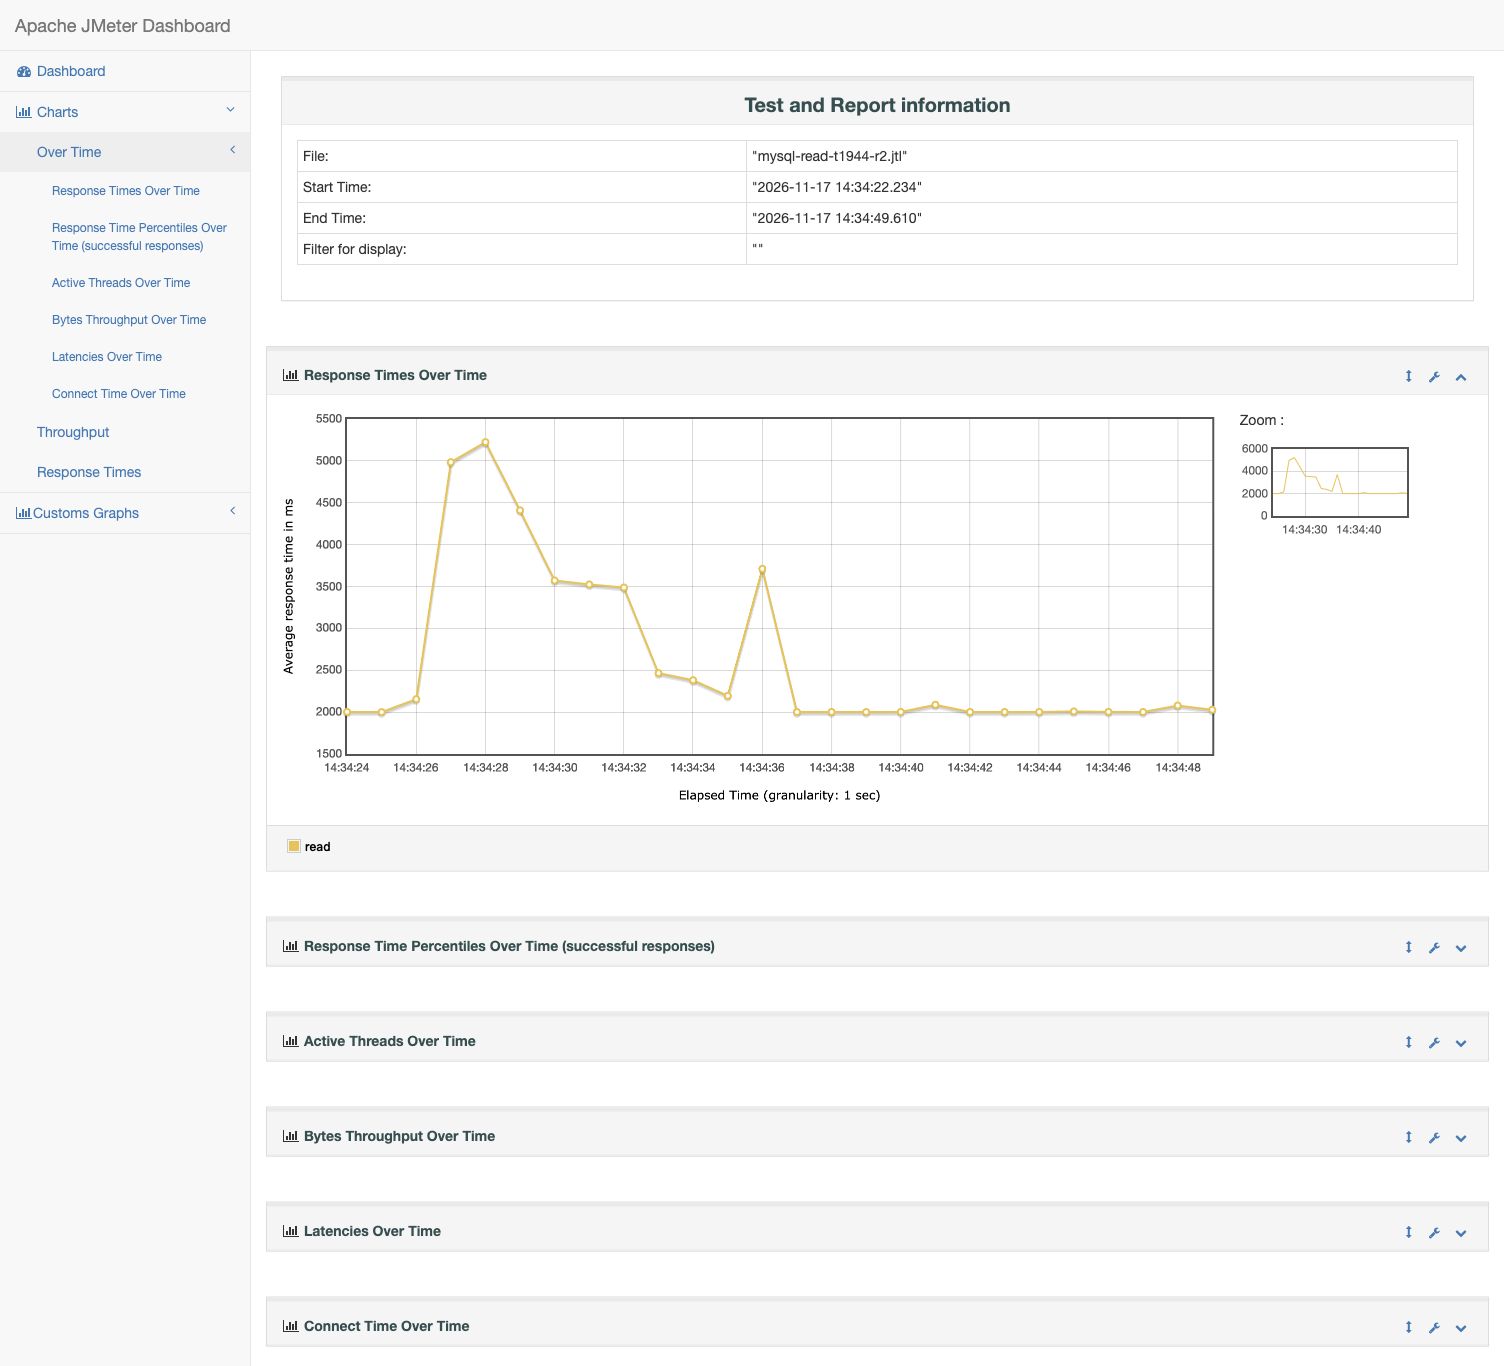 Apache JMeter Dashboard
Dashboard
Charts
Over Time
Response Times Over Time
Response Time Percentiles Over
Time (successful responses)
Active Threads Over Time
Bytes Throughput Over Time
Latencies Over Time
Connect Time Over Time
Throughput
Response Times
Customs Graphs
Test and Report information
File: "mysql-read-t1944-r2.jtl"
Start Time: "2026-11-17 14:34:22.234"
End Time: "2026-11-17 14:34:49.610"
Filter for display: ""
Response Times Over Time
Average response time in ms
5500
5000
4500
4000
3500
3000
2500
2000
1500
14:34:24 14:34:26 14:34:28 14:34:30 14:34:32 14:34:34 14:34:36 14:34:38 14:34:40 14:34:42 14:34:44 14:34:46 14:34:48
Elapsed Time (granularity: 1 sec)
Zoom :
6000
4000
2000
0
14:34:30 14:34:40
read
Response Time Percentiles Over Time (successful responses)
Active Threads Over Time
Bytes Throughput Over Time
Latencies Over Time
Connect Time Over Time